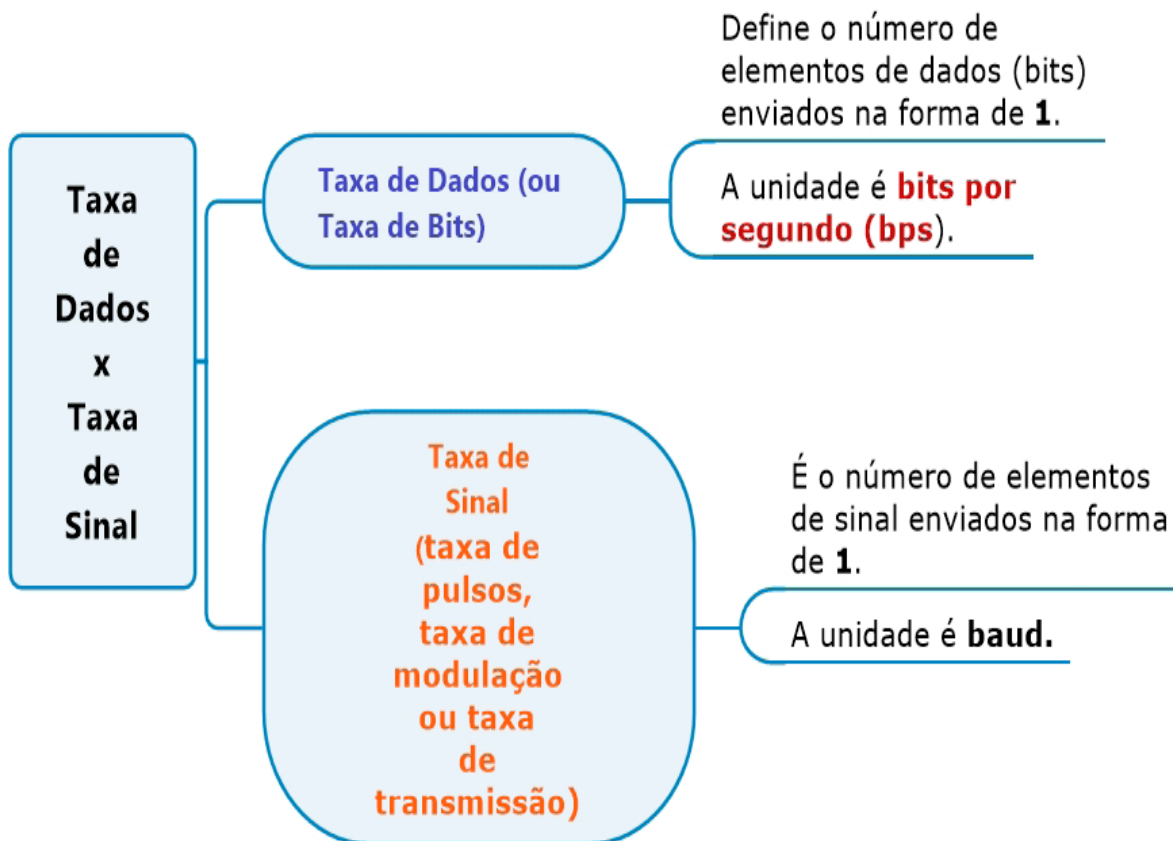 Taxa
de
Dados
x
Taxa
de
Sinal
Taxa de Dados (ou
Taxa de Bits)
Define o número de
elementos de dados (bits)
enviados na forma de 1.
A unidade é bits por
segundo (bps).
Taxa de
Sinal
(taxa de
pulsos,
taxa de
modulação
ou taxa
de
transmissão)
É o número de elementos
de sinal enviados na forma
de 1.
A unidade é baud.